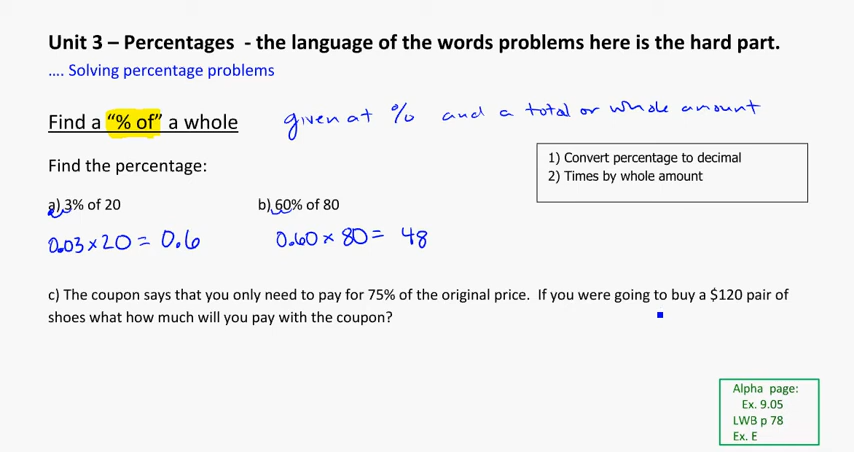 Unit 3 – Percentages - the language of the words problems here is the hard part.
.... Solving percentage problems
Find a “% of” a whole given at % and a total or whole amount
Find the percentage:
1) Convert percentage to decimal
2) Times by whole amount
a) 3% of 20 b) 60% of 80
0.03 × 20 = 0.6 0.60 × 80 = 48
c) The coupon says that you only need to pay for 75% of the original price. If you were going to buy a $120 pair of
shoes what how much will you pay with the coupon?
Alpha page:
Ex. 9.05
LWB p 78
Ex. E